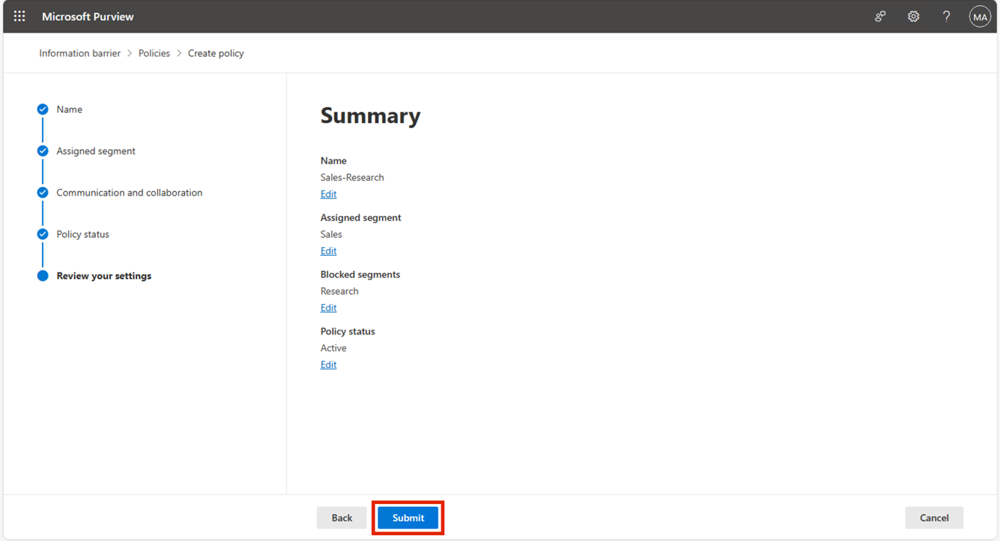 Microsoft Purview
MA
Information barrier > Policies > Create policy
Name
Assigned segment
Communication and collaboration
Policy status
Review your settings
Summary
Name
Sales-Research
Edit
Assigned segment
Sales
Edit
Blocked segments
Research
Edit
Policy status
Active
Edit
Back
Submit
Cancel